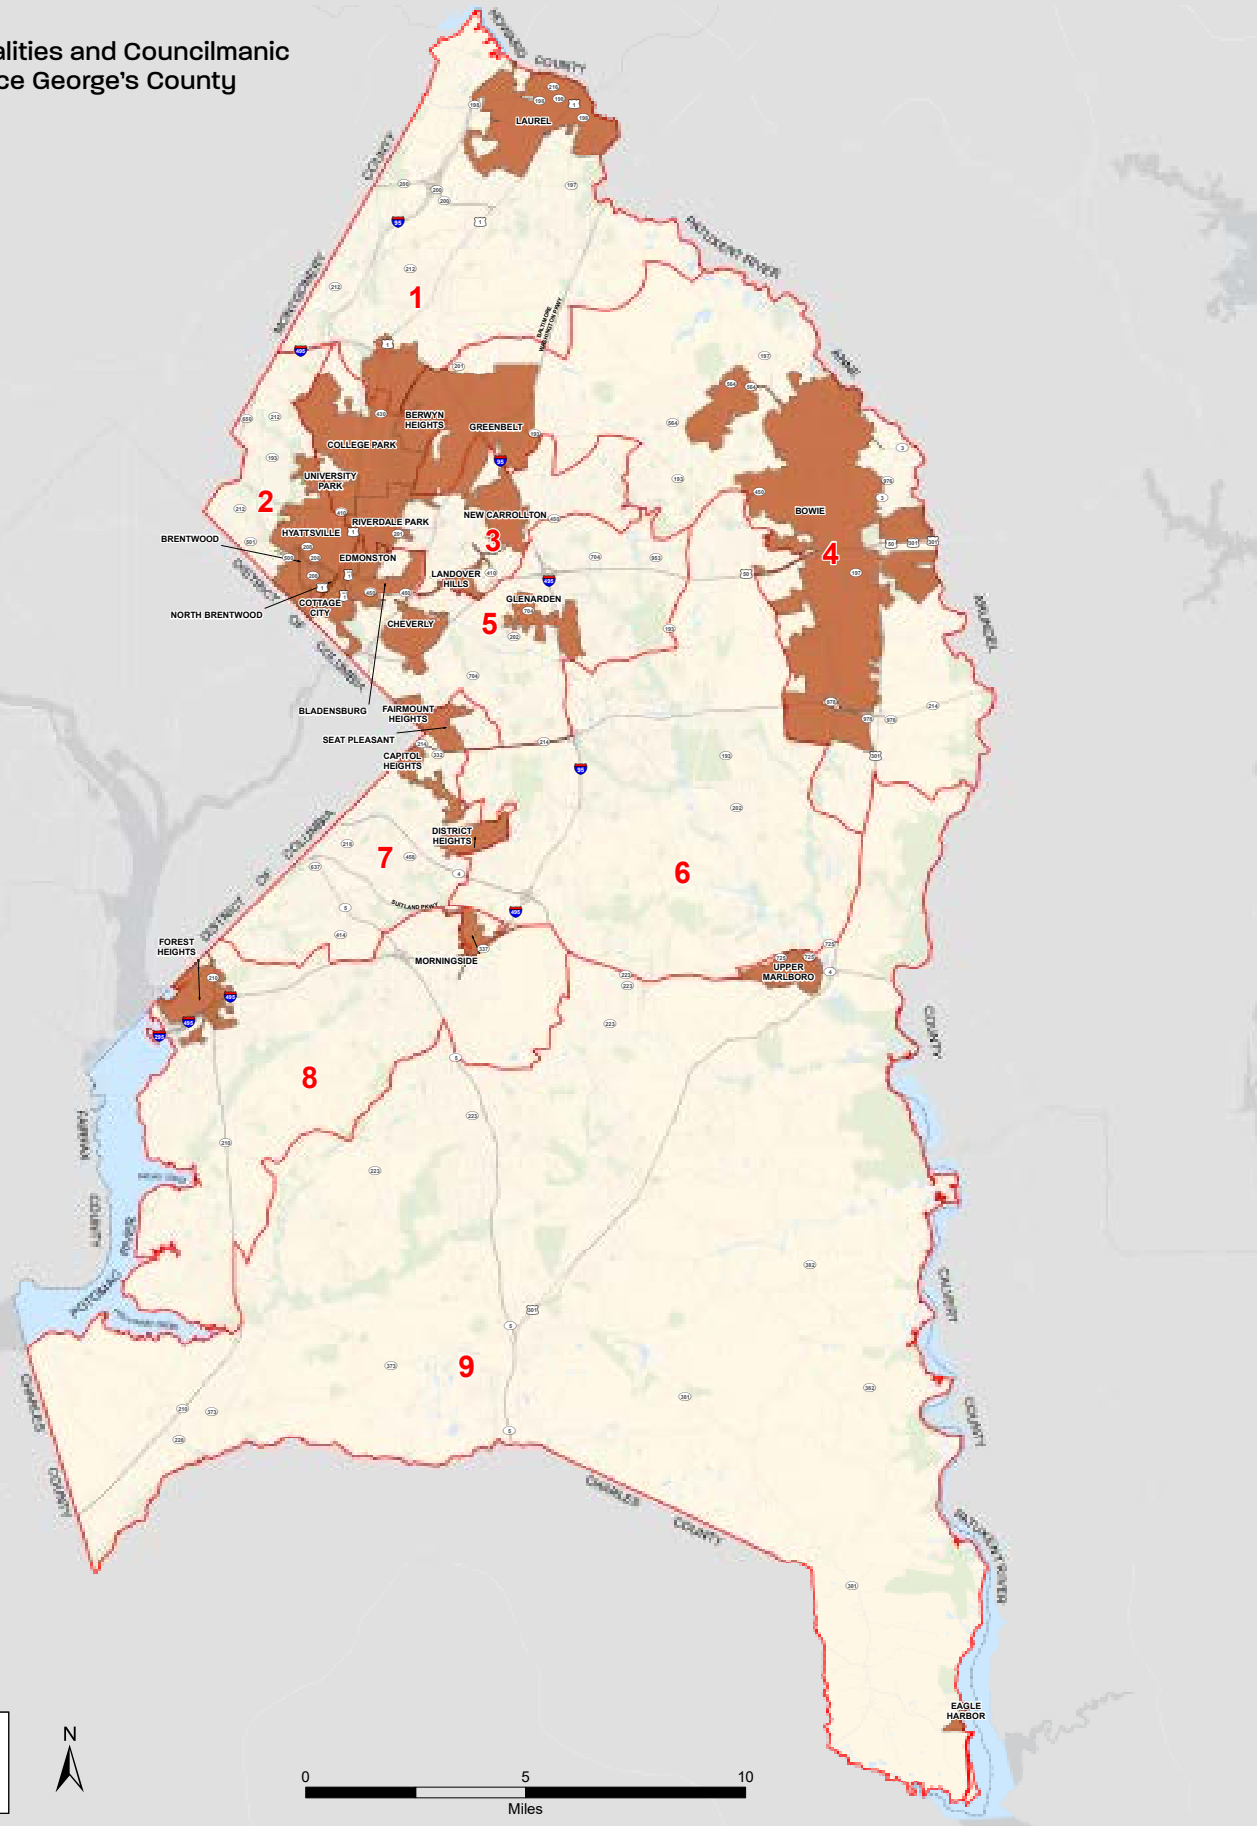 alities and Councilmanic
ce George's County
HOWARD COUNTY
LAUREL
MONTGOMERY COUNTY
PATUXENT RIVER
1
BALTIMORE
WASHINGTON PKWY
ANNE
ARUNDEL
BERWYN
HEIGHTS
GREENBELT
COLLEGE PARK
UNIVERSITY
PARK
2
NEW CARROLLTON
RIVERDALE PARK
HYATTSVILLE
BRENTWOOD
3
EDMONSTON
BOWIE
4
LANDOVER
HILLS
GLENARDEN
COTTAGE
CITY
NORTH BRENTWOOD
CHEVERLY
5
DISTRICT OF COLUMBIA
BLADENSBURG
FAIRMOUNT
HEIGHTS
SEAT PLEASANT
CAPITOL
HEIGHTS
DISTRICT
HEIGHTS
7
6
SUITLAND PKWY
DISTRICT OF COLUMBIA
FOREST
HEIGHTS
MORNINGSIDE
UPPER
MARLBORO
COUNTY
8
FAIRFAX
COUNTY
POTOMAC
RIVER
CALVERT
COUNTY
9
CHARLES
COUNTY
CHARLES
COUNTY
PATUXENT RIVER
EAGLE
HARBOR
N
0 5 10
Miles